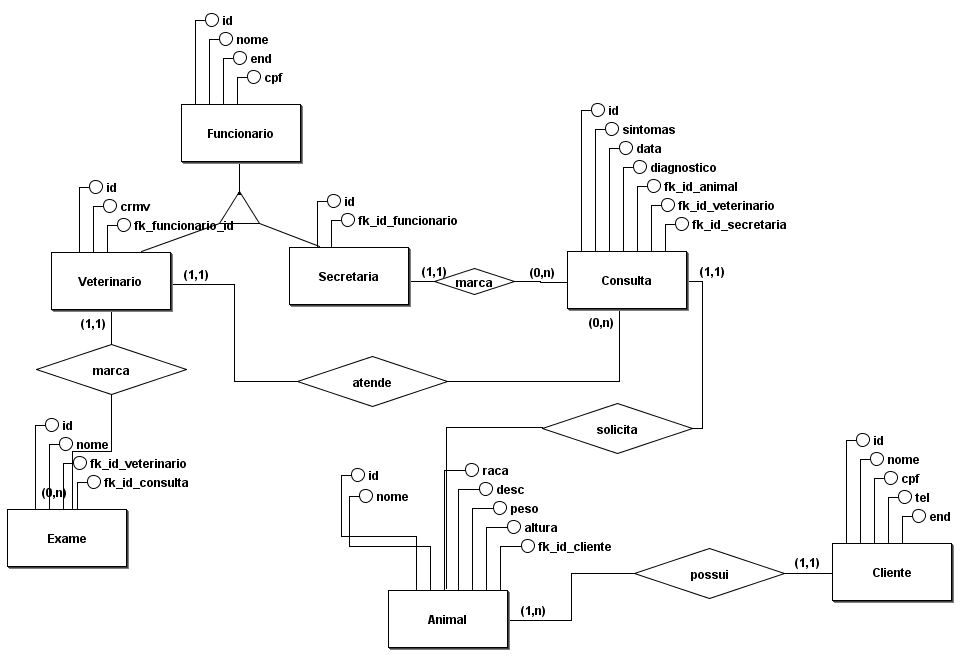 id
nome
end
cpf
Funcionario
id
sintomas
data
diagnostico
fk_id_animal
fk_id_veterinario
fk_id_secretaria
Consulta
id
crmv
fk_funcionario_id
Veterinario
id
fk_id_funcionario
Secretaria
(1,1)
marca
(0,n)
(1,1)
(1,1)
(1,1)
(0,n)
marca
atende
solicita
id
nome
fk_id_veterinario
fk_id_consulta
(0,n)
Exame
id
nome
raca
desc
peso
altura
fk_id_cliente
Animal
(1,n)
possui
(1,1)
id
nome
cpf
tel
end
Cliente